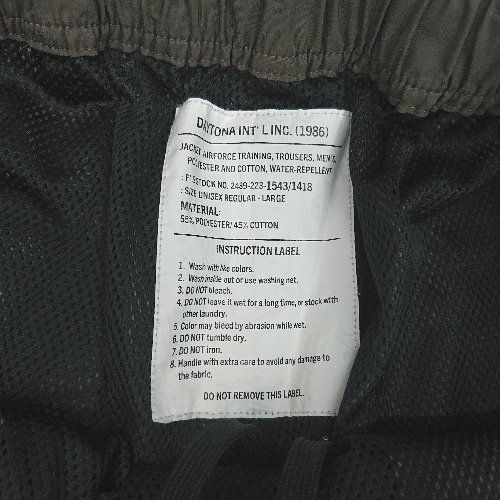 DAYTONA INT'L INC. (1986)
JACKET AIRFORCE TRAINING, TROUSERS, MEN'S,
POLYESTER AND COTTON, WATER-REPELLENT
: F' STOCK NO. 2489-223-1543/1418
: SIZE UNISEX REGULAR - LARGE
MATERIAL:
55% POLYESTER/ 45% COTTON
INSTRUCTION LABEL
1. Wash with like colors.
2. Wash inside out or use washing net.
3. DO NOT bleach.
4. DO NOT leave it wet for a long time, or stock with
other laundry.
5. Color may bleed by abrasion while wet.
6. DO NOT tumble dry.
7. DO NOT iron.
8. Handle with extra care to avoid any damage to
the fabric.
DO NOT REMOVE THIS LABEL.